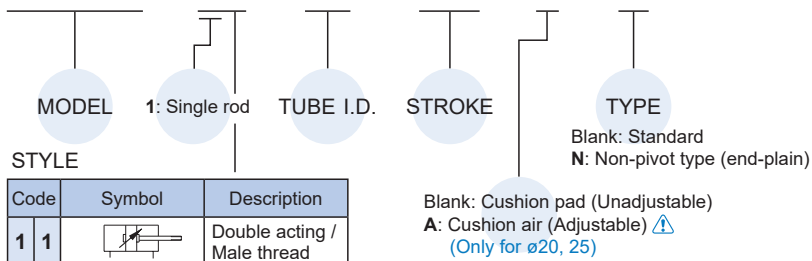 MODEL
1: Single rod
TUBE I.D.
STROKE
TYPE
Blank: Standard
N: Non-pivot type (end-plain)
STYLE
Code Symbol Description
1 1 Double acting /
Male thread
Blank: Cushion pad (Unadjustable)
A: Cushion air (Adjustable)
(Only for ø20, 25)